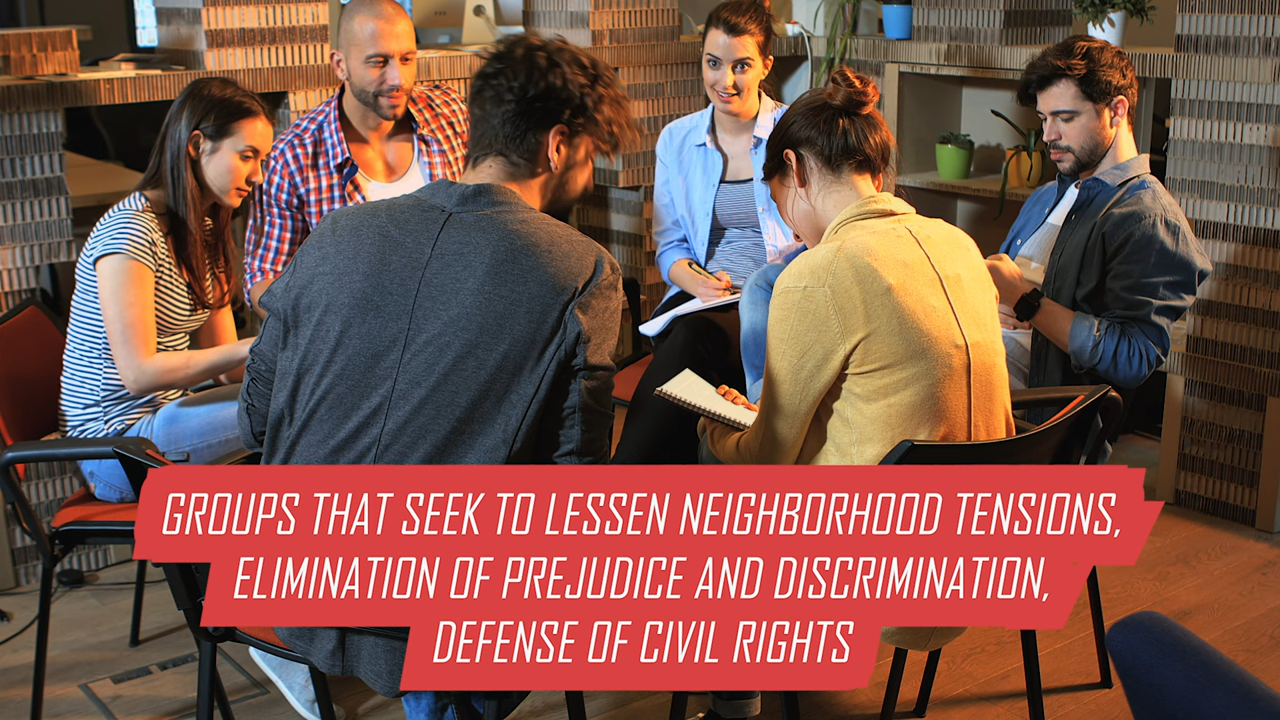 GROUPS THAT SEEK TO LESSEN NEIGHBORHOOD TENSIONS,
ELIMINATION OF PREJUDICE AND DISCRIMINATION,
DEFENSE OF CIVIL RIGHTS